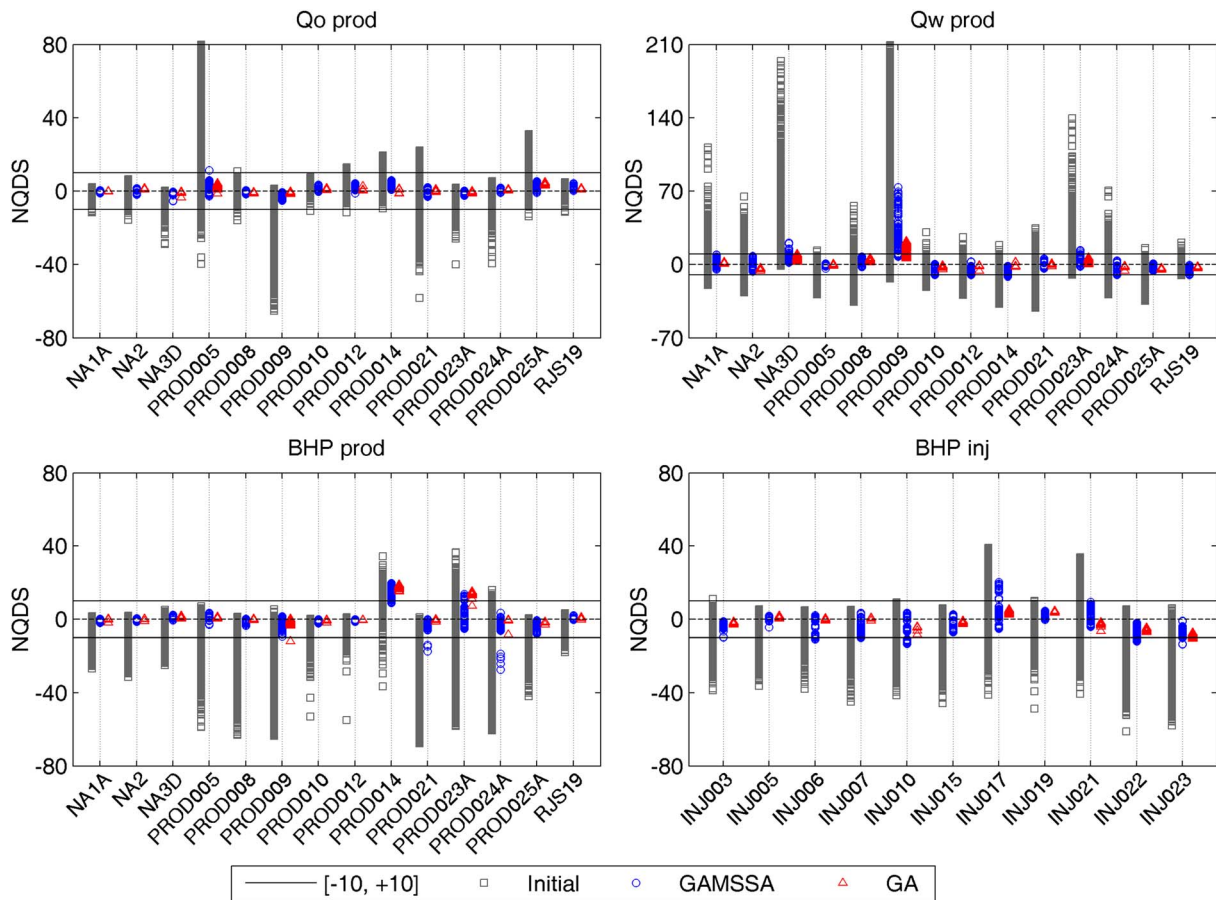 Qo prod
NQDS
80
40
0
-40
-80
NA1A
NA2
NA3D
PROD005
PROD008
PROD009
PROD010
PROD012
PROD014
PROD021
PROD023A
PROD024A
PROD025A
RJS19
Qw prod
NQDS
210
140
70
0
-70
NA1A
NA2
NA3D
PROD005
PROD008
PROD009
PROD010
PROD012
PROD014
PROD021
PROD023A
PROD024A
PROD025A
RJS19
BHP prod
NQDS
80
40
0
-40
-80
NA1A
NA2
NA3D
PROD005
PROD008
PROD009
PROD010
PROD012
PROD014
PROD021
PROD023A
PROD024A
PROD025A
RJS19
BHP inj
NQDS
80
40
0
-40
-80
INJ003
INJ005
INJ006
INJ007
INJ010
INJ015
INJ017
INJ019
INJ021
INJ022
INJ023
[-10, +10] Initial GAMSSA GA